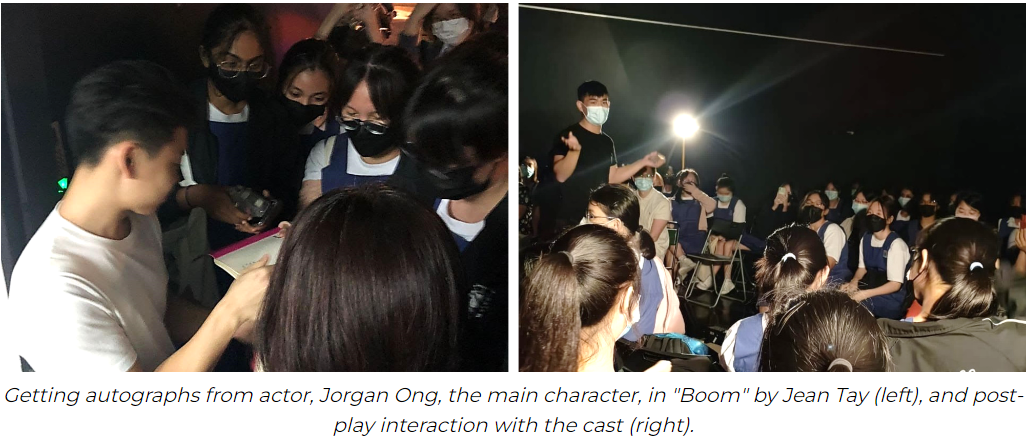 Getting autographs from actor, Jorgan Ong, the main character, in "Boom" by Jean Tay (left), and post-
play interaction with the cast (right).